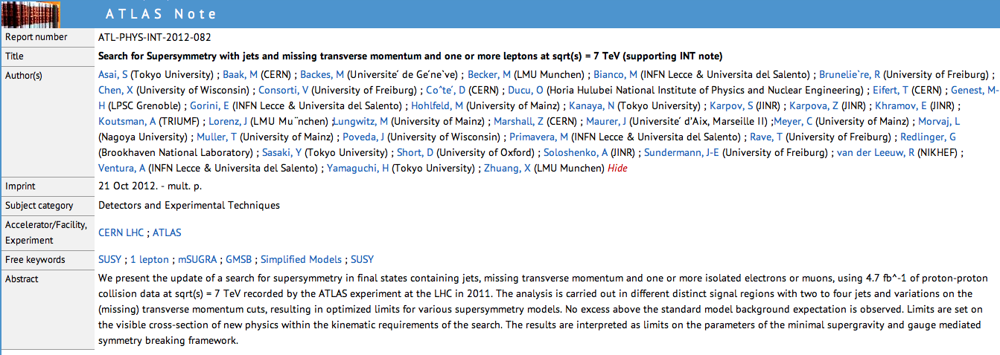 ATLAS Note
Report number ATL-PHYS-INT-2012-082
Title Search for Supersymmetry with jets and missing transverse momentum and one or more leptons at sqrt(s) = 7 TeV (supporting INT note)
Author(s) Asai, S (Tokyo University) ; Baak, M (CERN) ; Backes, M (Universite´ de Ge´ne`ve) ; Becker, M (LMU Munchen) ; Bianco, M (INFN Lecce & Universita del Salento) ; Brunelie`re, R (University of Freiburg) ;
Chen, X (University of Wisconsin) ; Consorti, V (University of Freiburg) ; Co^te´, D (CERN) ; Ducu, O (Horia Hulubei National Institute of Physics and Nuclear Engineering) ; Eifert, T (CERN) ; Genest, M-
H (LPSC Grenoble) ; Gorini, E (INFN Lecce & Universita del Salento) ; Hohlfeld, M (University of Mainz) ; Kanaya, N (Tokyo University) ; Karpov, S (JINR) ; Karpova, Z (JINR) ; Khramov, E (JINR) ;
Koutsman, A (TRIUMF) ; Lorenz, J (LMU Mu¨nchen) ;Lungwitz, M (University of Mainz) ; Marshall, Z (CERN) ; Maurer, J (Universite´ d'Aix, Marseille II) ;Meyer, C (University of Mainz) ; Morvaj, L
(Nagoya University) ; Muller, T (University of Mainz) ; Poveda, J (University of Wisconsin) ; Primavera, M (INFN Lecce & Universita del Salento) ; Rave, T (University of Freiburg) ; Redlinger, G
(Brookhaven National Laboratory) ; Sasaki, Y (Tokyo University) ; Short, D (University of Oxford) ; Soloshenko, A (JINR) ; Sundermann, J-E (University of Freiburg) ; van der Leeuw, R (NIKHEF) ;
Ventura, A (INFN Lecce & Universita del Salento) ; Yamaguchi, H (Tokyo University) ; Zhuang, X (LMU Munchen) Hide
Imprint 21 Oct 2012. - mult. p.
Subject category Detectors and Experimental Techniques
Accelerator/Facility,
Experiment CERN LHC ; ATLAS
Free keywords SUSY ; 1 lepton ; mSUGRA ; GMSB ; Simplified Models ; SUSY
Abstract We present the update of a search for supersymmetry in final states containing jets, missing transverse momentum and one or more isolated electrons or muons, using 4.7 fb^-1 of proton-proton
collision data at sqrt(s) = 7 TeV recorded by the ATLAS experiment at the LHC in 2011. The analysis is carried out in different distinct signal regions with two to four jets and variations on the
(missing) transverse momentum cuts, resulting in optimized limits for various supersymmetry models. No excess above the standard model background expectation is observed. Limits are set on
the visible cross-section of new physics within the kinematic requirements of the search. The results are interpreted as limits on the parameters of the minimal supergravity and gauge mediated
symmetry breaking framework.